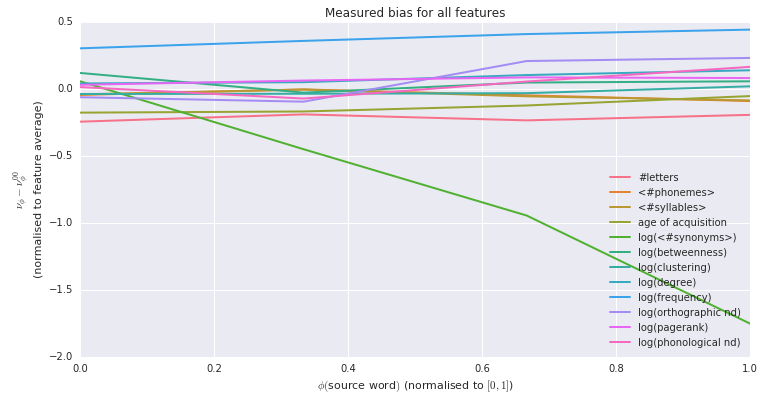 Measured bias for all features
0.5
0.0
−0.5
−1.0
−1.5
−2.0
ν_ϕ − ν_ϕ^00
(normalised to feature average)
#letters
<#phonemes>
<#syllables>
age of acquisition
log(<#synonyms>)
log(betweenness)
log(clustering)
log(degree)
log(frequency)
log(orthographic nd)
log(pagerank)
log(phonological nd)
0.0 0.2 0.4 0.6 0.8 1.0
ϕ(source word) (normalised to [0, 1])